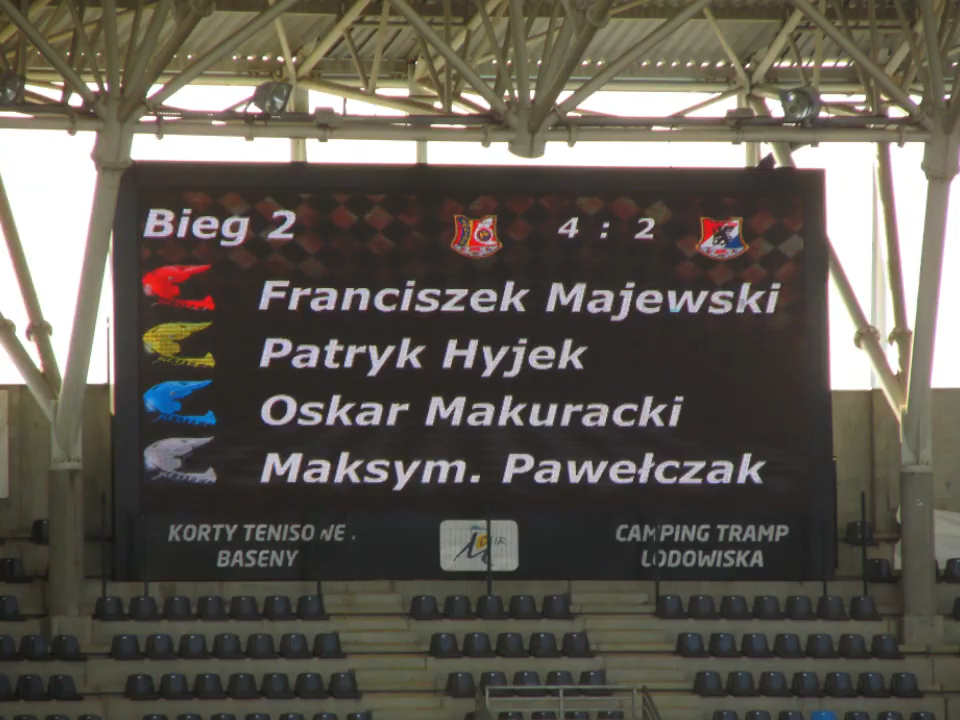 Bieg 2 4 : 2
Franciszek Majewski
Patryk Hyjek
Oskar Makuracki
Maksym. Pawełczak
KORTY TENISOWE
BASENY
CAMPING TRAMP
LODOWISKA